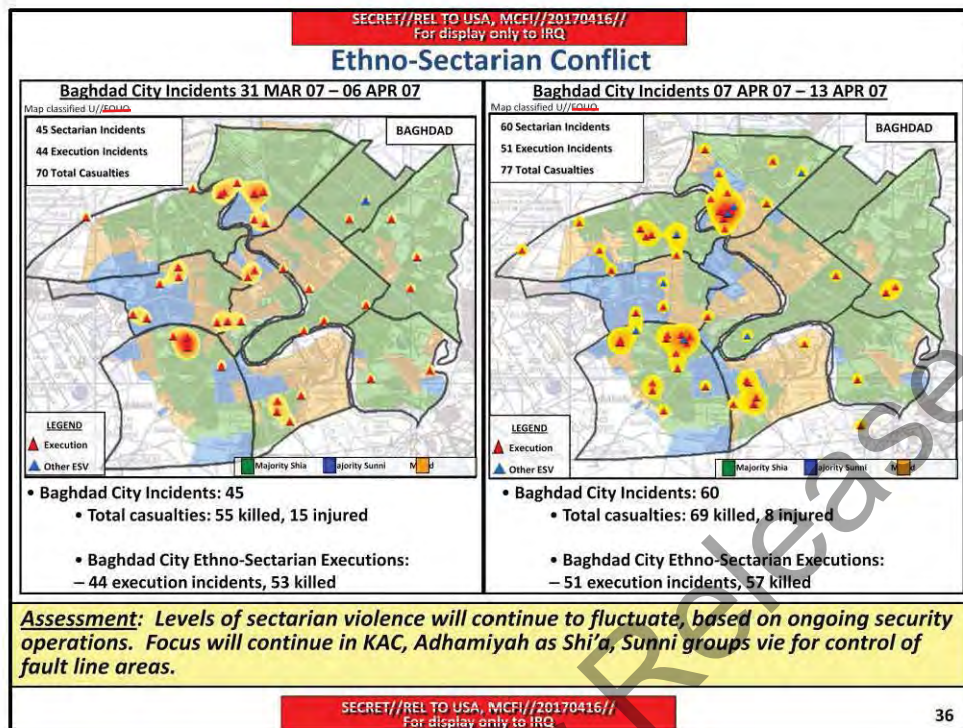 SECRET//REL TO USA, MCFI//20170416//
For display only to IRQ
Ethno-Sectarian Conflict
Baghdad City Incidents 31 MAR 07 – 06 APR 07
Map classified U//FOUO
45 Sectarian Incidents
44 Execution Incidents
70 Total Casualties
BAGHDAD
LEGEND
Execution
Other ESV
Majority Shia
ajority Sunni
• Baghdad City Incidents: 45
• Total casualties: 55 killed, 15 injured
• Baghdad City Ethno-Sectarian Executions:
– 44 execution incidents, 53 killed
Baghdad City Incidents 07 APR 07 – 13 APR 07
Map classified U//FOUO
60 Sectarian Incidents
51 Execution Incidents
77 Total Casualties
BAGHDAD
LEGEND
Execution
Other ESV
Majority Shia
ajority Sunni
• Baghdad City Incidents: 60
• Total casualties: 69 killed, 8 injured
• Baghdad City Ethno-Sectarian Executions:
– 51 execution incidents, 57 killed
Assessment: Levels of sectarian violence will continue to fluctuate, based on ongoing security
operations. Focus will continue in KAC, Adhamiyah as Shi'a, Sunni groups vie for control of
fault line areas.
SECRET//REL TO USA, MCFI//20170416//
For display only to IRQ
36
Release